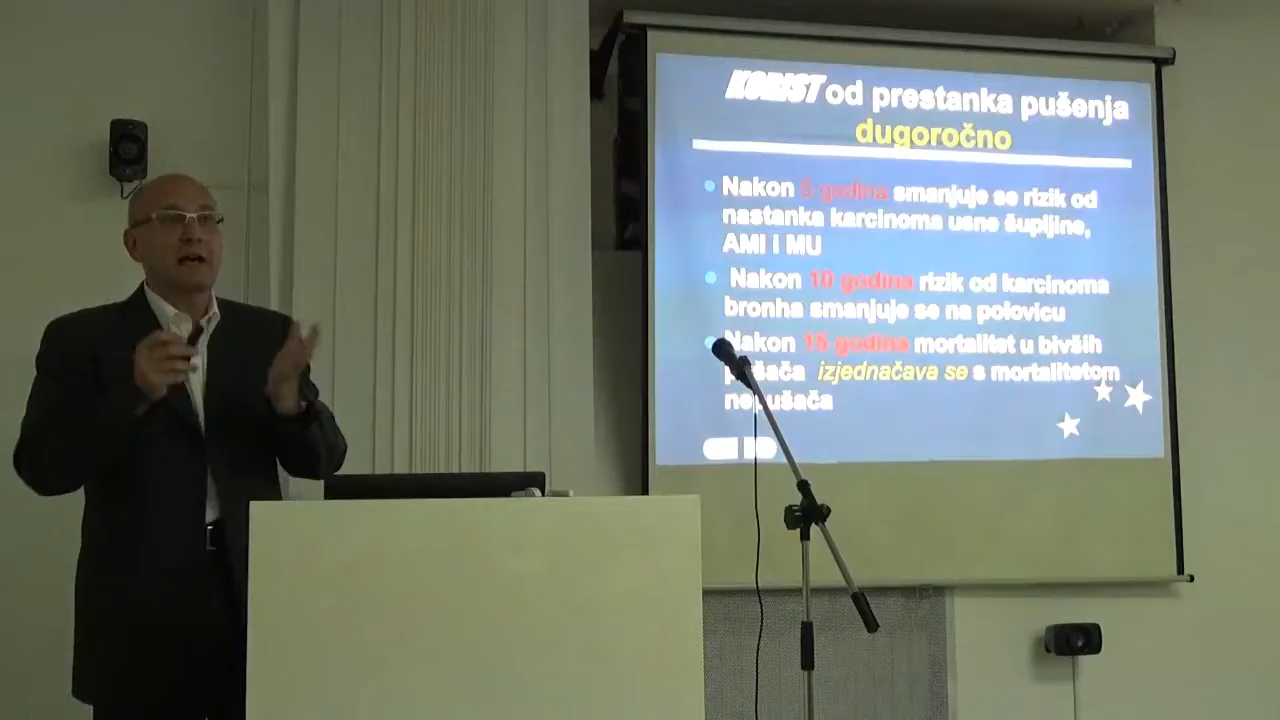 KORIST od prestanka pušenja
dugoročno
Nakon 5 godina smanjuje se rizik od
nastanka karcinoma usne šupljine,
AMI i MU
Nakon 10 godina rizik od karcinoma
bronha smanjuje se na polovicu
Nakon 15 godina mortalitet u bivših
pušača izjednačava se s mortalitetom
nepušača